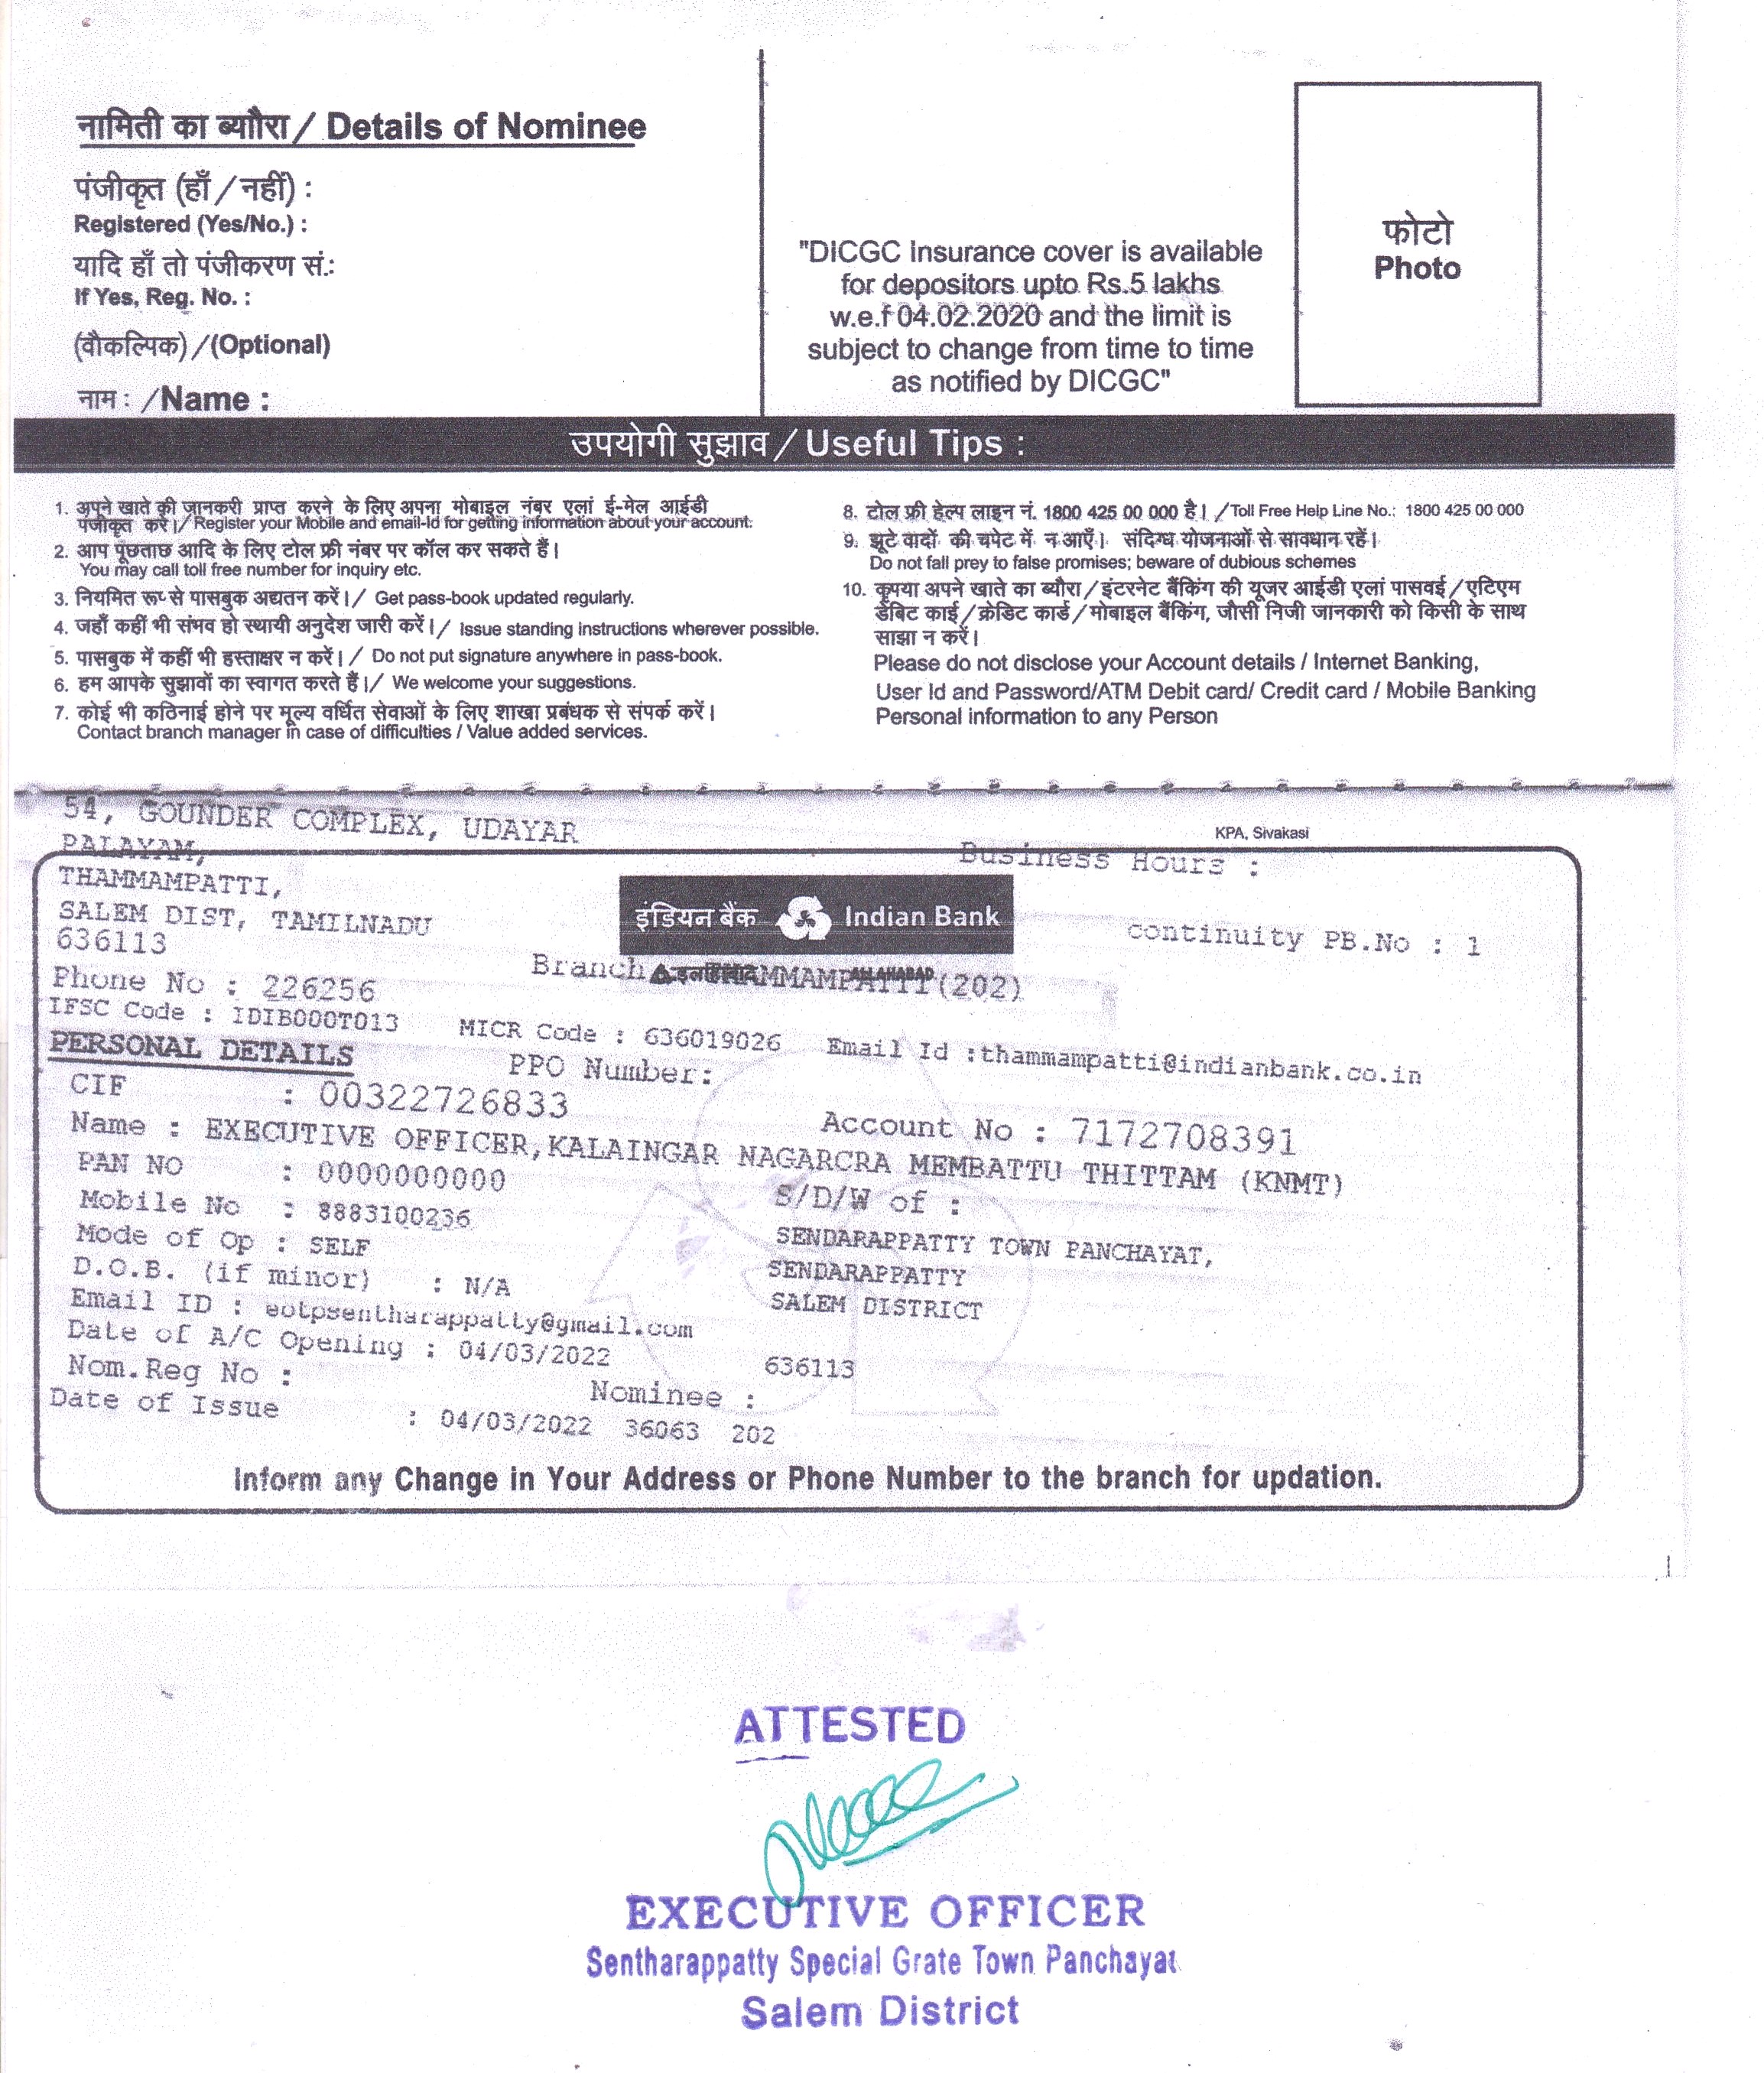 नामिती का ब्यौरा / Details of Nominee
पंजीकृत (हाँ / नहीं) :
Registered (Yes/No.) :
यादि हाँ तो पंजीकरण सं.:
If Yes, Reg. No. :
(वौकल्पिक) / (Optional)
नाम : / Name :
"DICGC Insurance cover is available
for depositors upto Rs.5 lakhs
w.e.f 04.02.2020 and the limit is
subject to change from time to time
as notified by DICGC"
फोटो
Photo
उपयोगी सुझाव / Useful Tips :
1. अपने खाते की जानकरी प्राप्त करने के लिए अपना मोबाइल नंबर एलां ई-मेल आईडी
पंजीकृत करें। / Register your Mobile and email-Id for getting information about your account.
2. आप पूछताछ आदि के लिए टोल फ्री नंबर पर कॉल कर सकते हैं।
You may call toll free number for inquiry etc.
3. नियमित रूप से पासबुक अद्यतन करें। / Get pass-book updated regularly.
4. जहाँ कहीं भी संभव हो स्थायी अनुदेश जारी करें। / Issue standing instructions wherever possible.
5. पासबुक में कहीं भी हस्ताक्षर न करें। / Do not put signature anywhere in pass-book.
6. हम आपके सुझावों का स्वागत करते हैं। / We welcome your suggestions.
7. कोई भी कठिनाई होने पर मूल्य वर्धित सेवाओं के लिए शाखा प्रबंधक से संपर्क करें।
Contact branch manager in case of difficulties / Value added services.
8. टोल फ्री हेल्प लाइन नं. 1800 425 00 000 है। / Toll Free Help Line No.: 1800 425 00 000
9. झूटे वादों की चपेट में न आएँ। संदिग्ध योजनाओं से सावधान रहें।
Do not fall prey to false promises; beware of dubious schemes
10. कृपया अपने खाते का ब्यौरा / इंटरनेट बैंकिंग की यूजर आईडी एलां पासवर्ड / एटिएम
डेबिट कार्ड / क्रेडिट कार्ड / मोबाइल बैंकिंग, जौसी निजी जानकारी को किसी के साथ
साझा न करें।
Please do not disclose your Account details / Internet Banking,
User Id and Password/ATM Debit card/ Credit card / Mobile Banking
Personal information to any Person
54, GOUNDER COMPLEX, UDAYAR
KPA, Sivakasi
PALAYAM,
Business Hours :
THAMMAMPATTI,
SALEM DIST, TAMILNADU
636113
इंडियन बैंक Indian Bank
continuity PB.No : 1
इलाहाबाद ALLAHABAD
Phone No : 226256
Branch THAMMAMPATTI(202)
IFSC Code : IDIB000T013 MICR Code : 636019026 Email Id :thammampatti@indianbank.co.in
PERSONAL DETAILS
PPO Number:
CIF : 00322726833
Account No : 7172708391
Name : EXECUTIVE OFFICER,KALAINGAR NAGARCRA MEMBATTU THITTAM (KNMT)
PAN NO : 0000000000
S/D/W of :
Mobile No : 8883100236
Mode of Op : SELF
SENDARAPPATTY TOWN PANCHAYAT,
D.O.B. (if minor) : N/A
SENDARAPPATTY
Email ID : eotpsentharappatty@gmail.com
SALEM DISTRICT
Date of A/C Opening : 04/03/2022
636113
Nom.Reg No :
Nominee :
Date of Issue : 04/03/2022 36063 202
Inform any Change in Your Address or Phone Number to the branch for updation.
ATTESTED
EXECUTIVE OFFICER
Sentharappatty Special Grate Town Panchayat
Salem District